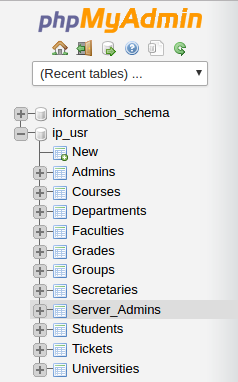 phpMyAdmin
(Recent tables) ...
information_schema
ip_usr
New
Admins
Courses
Departments
Faculties
Grades
Groups
Secretaries
Server_Admins
Students
Tickets
Universities